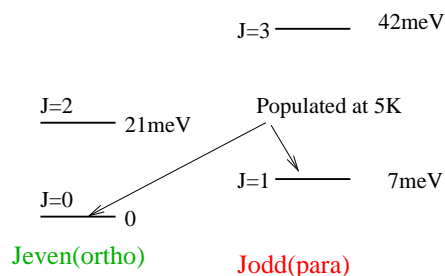 J=3 42meV
J=2 21meV
Populated at 5K
J=1 7meV
J=0 0
Jeven(ortho)
Jodd(para)